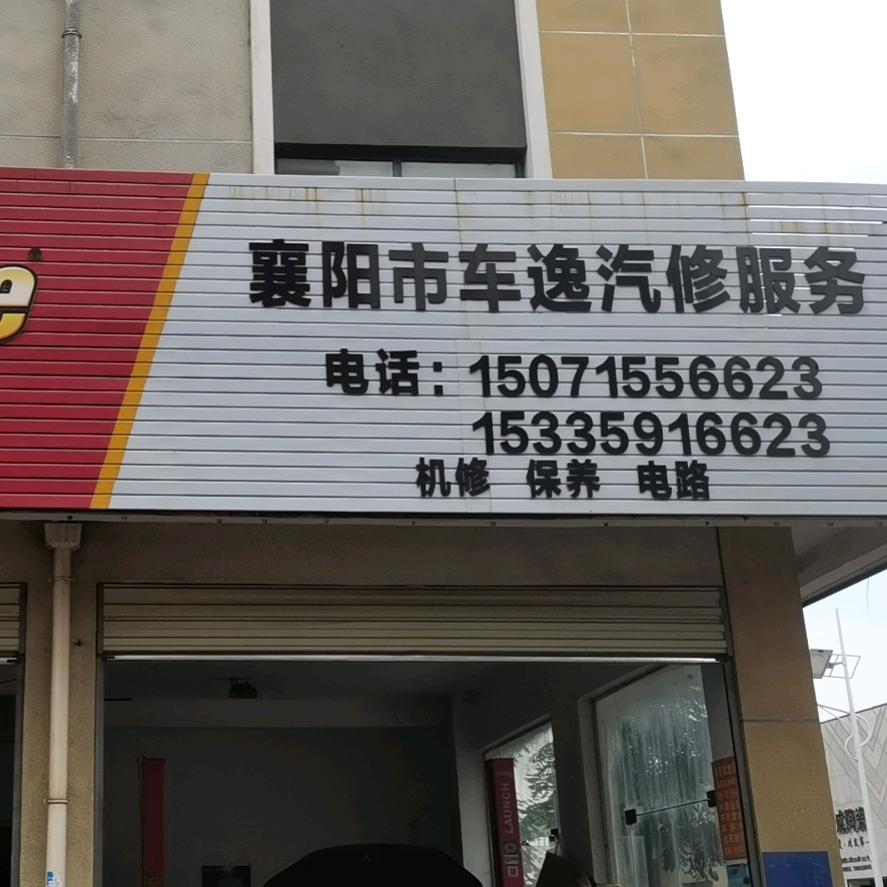 e
襄阳市车逸汽修服务
电话：15071556623
15335916623
机修 保养 电路
LAUNCH